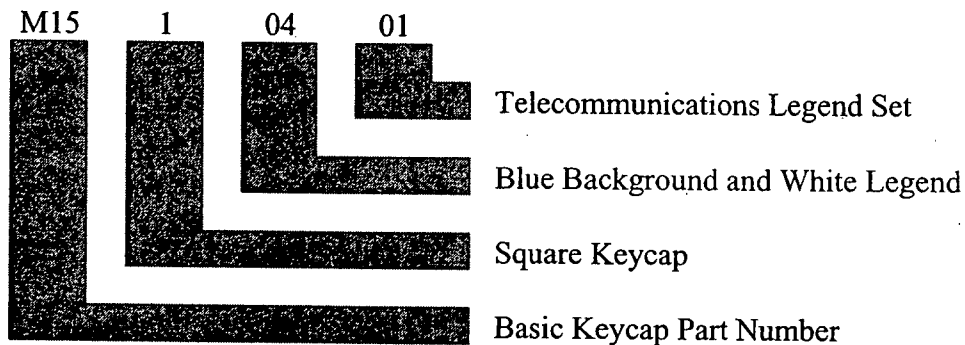 M15 1 04 01
Telecommunications Legend Set
Blue Background and White Legend
Square Keycap
Basic Keycap Part Number